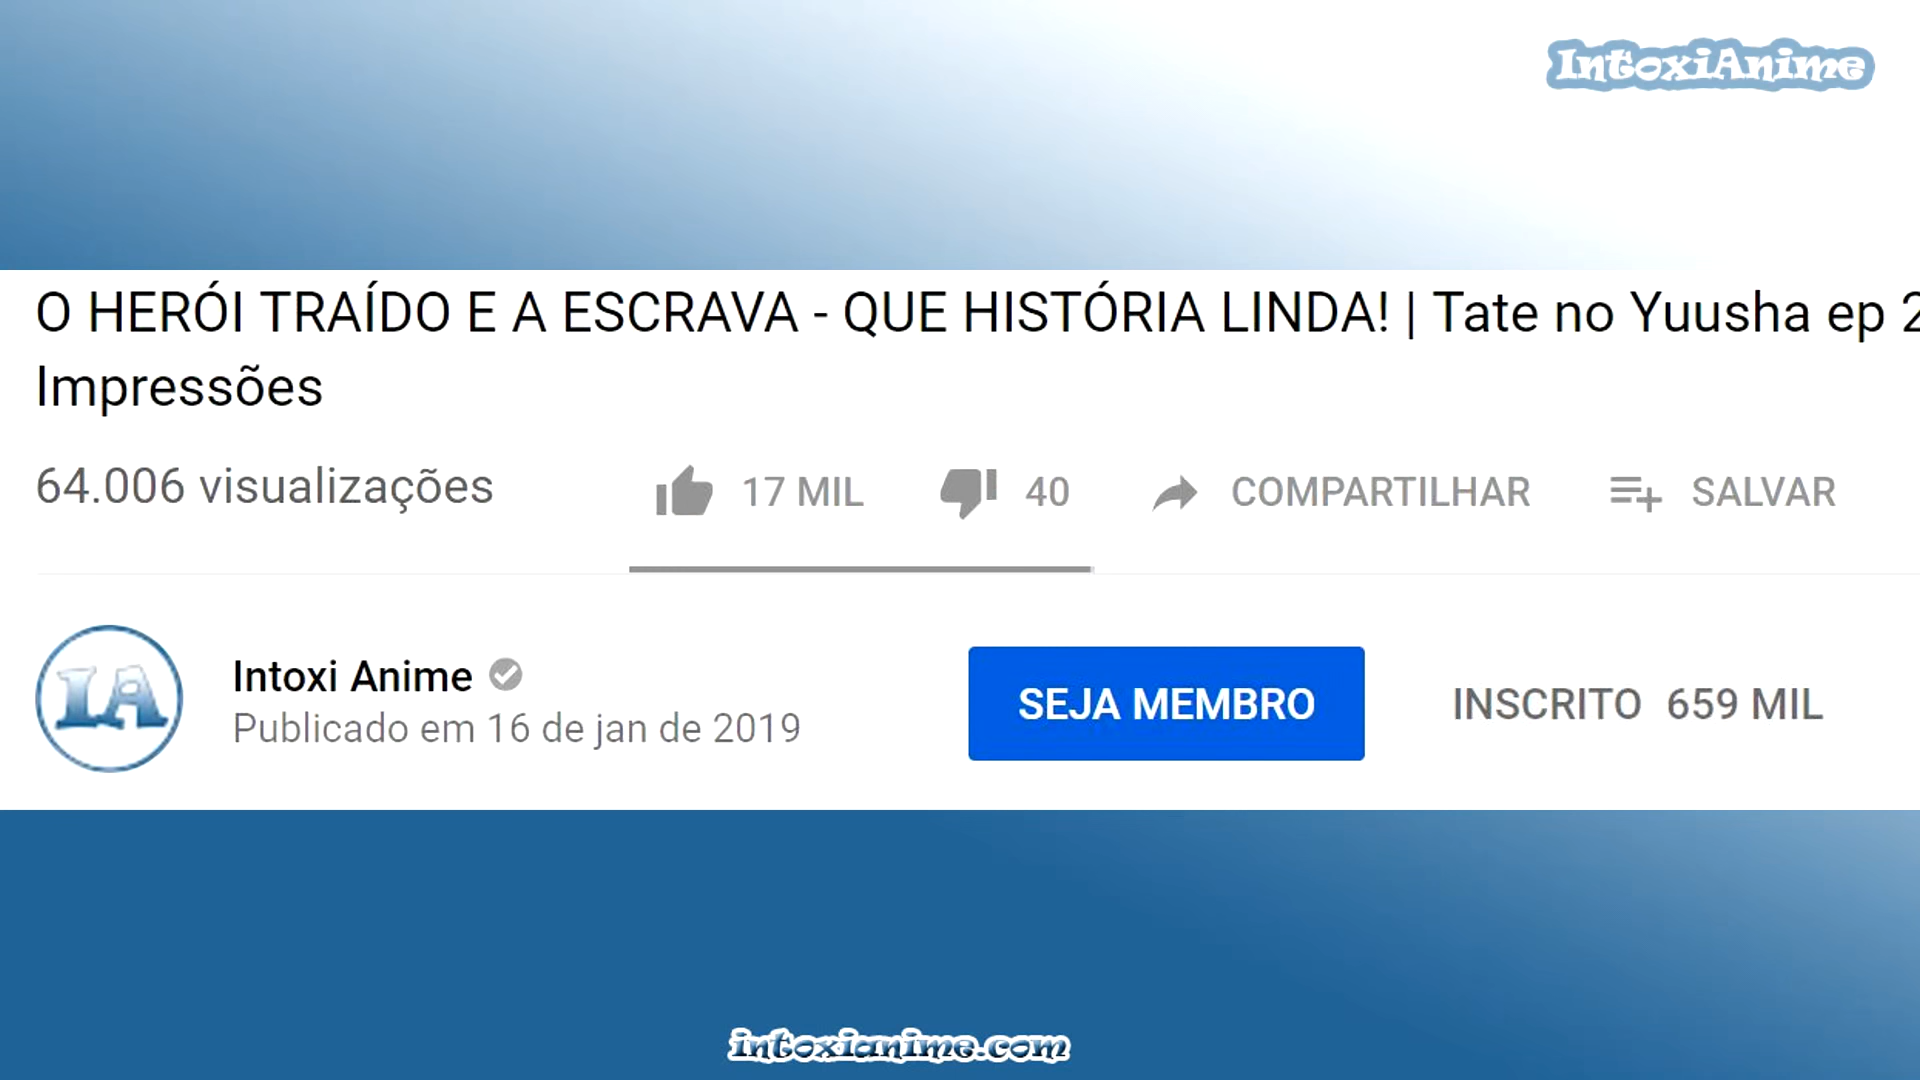 IntoxiAnime
O HERÓI TRAÍDO E A ESCRAVA - QUE HISTÓRIA LINDA! | Tate no Yuusha ep 2
Impressões
64.006 visualizações
17 MIL
40
COMPARTILHAR
SALVAR
IA
Intoxi Anime
Publicado em 16 de jan de 2019
SEJA MEMBRO
INSCRITO 659 MIL
intoxianime.com